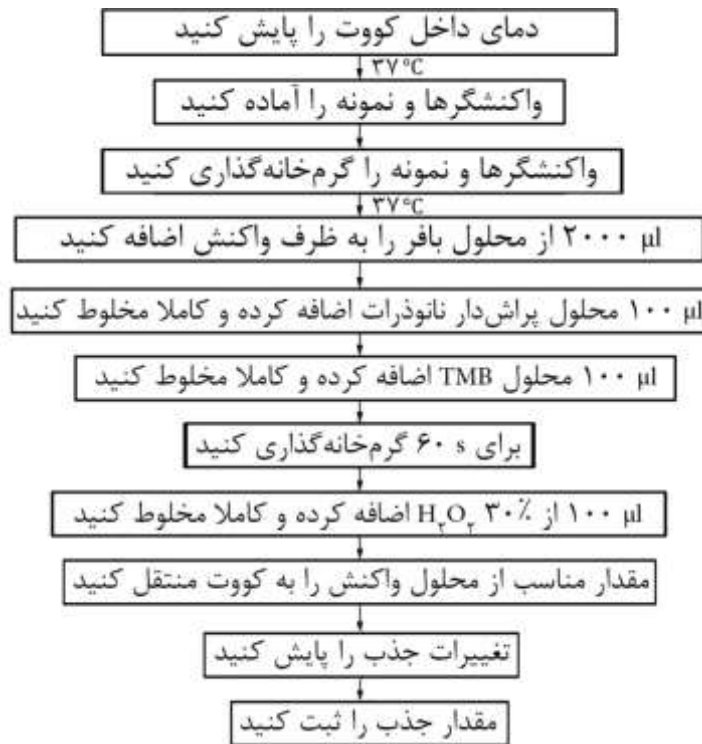 دمای داخل کووت را پایش کنید
۳۷ °C
واکنشگرها و نمونه را آماده کنید
واکنشگرها و نمونه را گرم‌خانه‌گذاری کنید
۳۷ °C
۲۰۰۰ µl از محلول بافر را به ظرف واکنش اضافه کنید
۱۰۰ µl محلول پراش‌دار نانوذرات اضافه کرده و کاملا مخلوط کنید
۱۰۰ µl محلول TMB اضافه کرده و کاملا مخلوط کنید
برای ۶۰ s گرم‌خانه‌گذاری کنید
۱۰۰ µl از ۳۰٪ H₂O₂ اضافه کرده و کاملا مخلوط کنید
مقدار مناسب از محلول واکنش را به کووت منتقل کنید
تغییرات جذب را پایش کنید
مقدار جذب را ثبت کنید